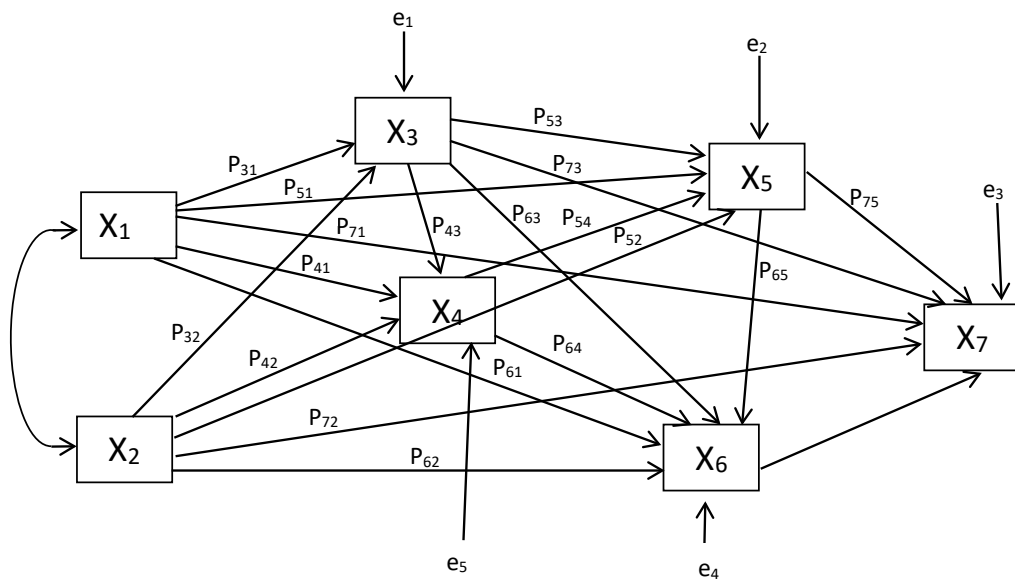 e₁
e₂
X₃
P₅₃
P₃₁
P₇₃
X₅
P₅₁
P₇₅
e₃
X₁
P₇₁
P₄₃
P₆₃
P₅₄
P₅₂
P₄₁
P₆₅
X₄
P₃₂
P₄₂
P₆₄
X₇
P₆₁
P₇₂
X₂
P₆₂
X₆
e₅
e₄